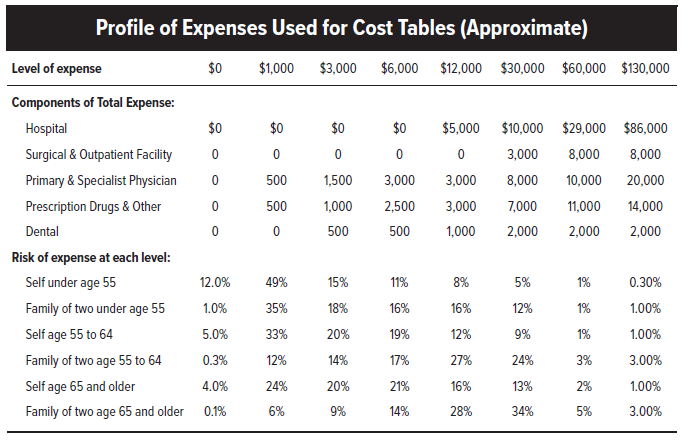 Profile of Expenses Used for Cost Tables (Approximate)
Level of expense $0 $1,000 $3,000 $6,000 $12,000 $30,000 $60,000 $130,000
Components of Total Expense:
Hospital $0 $0 $0 $0 $5,000 $10,000 $29,000 $86,000
Surgical & Outpatient Facility 0 0 0 0 0 3,000 8,000 8,000
Primary & Specialist Physician 0 500 1,500 3,000 3,000 8,000 10,000 20,000
Prescription Drugs & Other 0 500 1,000 2,500 3,000 7,000 11,000 14,000
Dental 0 0 500 500 1,000 2,000 2,000 2,000
Risk of expense at each level:
Self under age 55 12.0% 49% 15% 11% 8% 5% 1% 0.30%
Family of two under age 55 1.0% 35% 18% 16% 16% 12% 1% 1.00%
Self age 55 to 64 5.0% 33% 20% 19% 12% 9% 1% 1.00%
Family of two age 55 to 64 0.3% 12% 14% 17% 27% 24% 3% 3.00%
Self age 65 and older 4.0% 24% 20% 21% 16% 13% 2% 1.00%
Family of two age 65 and older 0.1% 6% 9% 14% 28% 34% 5% 3.00%